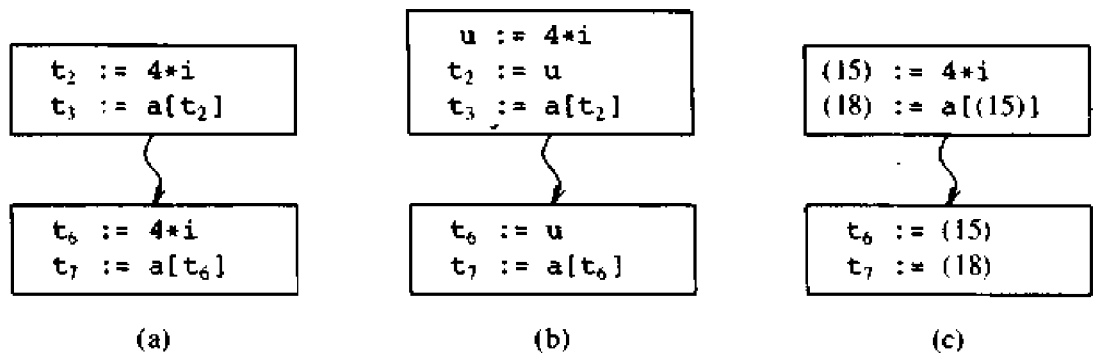 t₂ := 4*i
t₃ := a[t₂]
t₆ := 4*i
t₇ := a[t₆]
(a)
u := 4*i
t₂ := u
t₃ := a[t₂]
t₆ := u
t₇ := a[t₆]
(b)
(15) := 4*i
(18) := a[(15)]
t₆ := (15)
t₇ := (18)
(c)